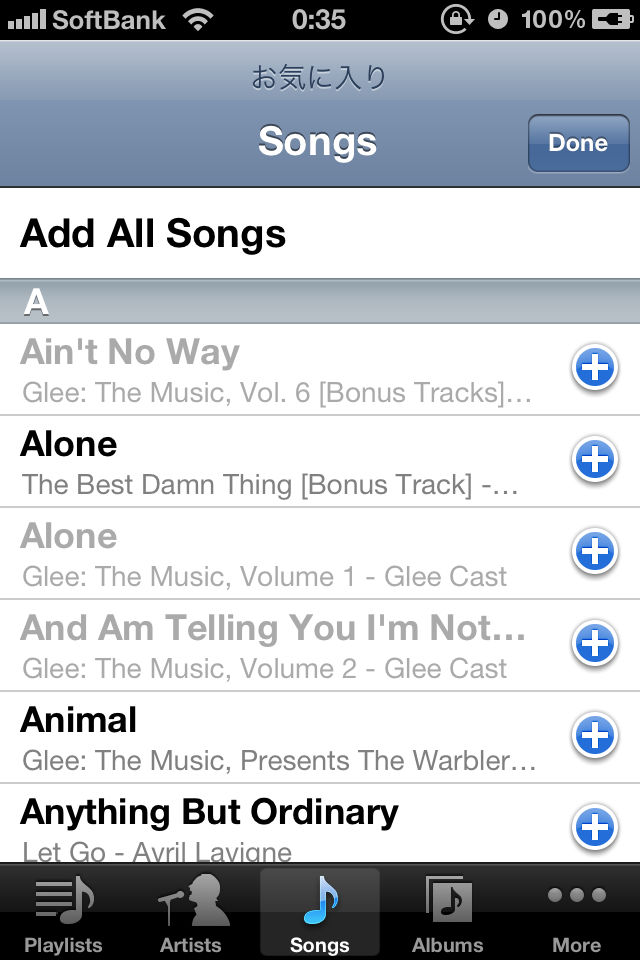 SoftBank 0:35 100%
お気に入り
Songs
Done
Add All Songs
A
Ain't No Way
Glee: The Music, Vol. 6 [Bonus Tracks]...
Alone
The Best Damn Thing [Bonus Track] -...
Alone
Glee: The Music, Volume 1 - Glee Cast
And Am Telling You I'm Not...
Glee: The Music, Volume 2 - Glee Cast
Animal
Glee: The Music, Presents The Warbler...
Anything But Ordinary
Let Go - Avril Lavigne
Playlists Artists Songs Albums More